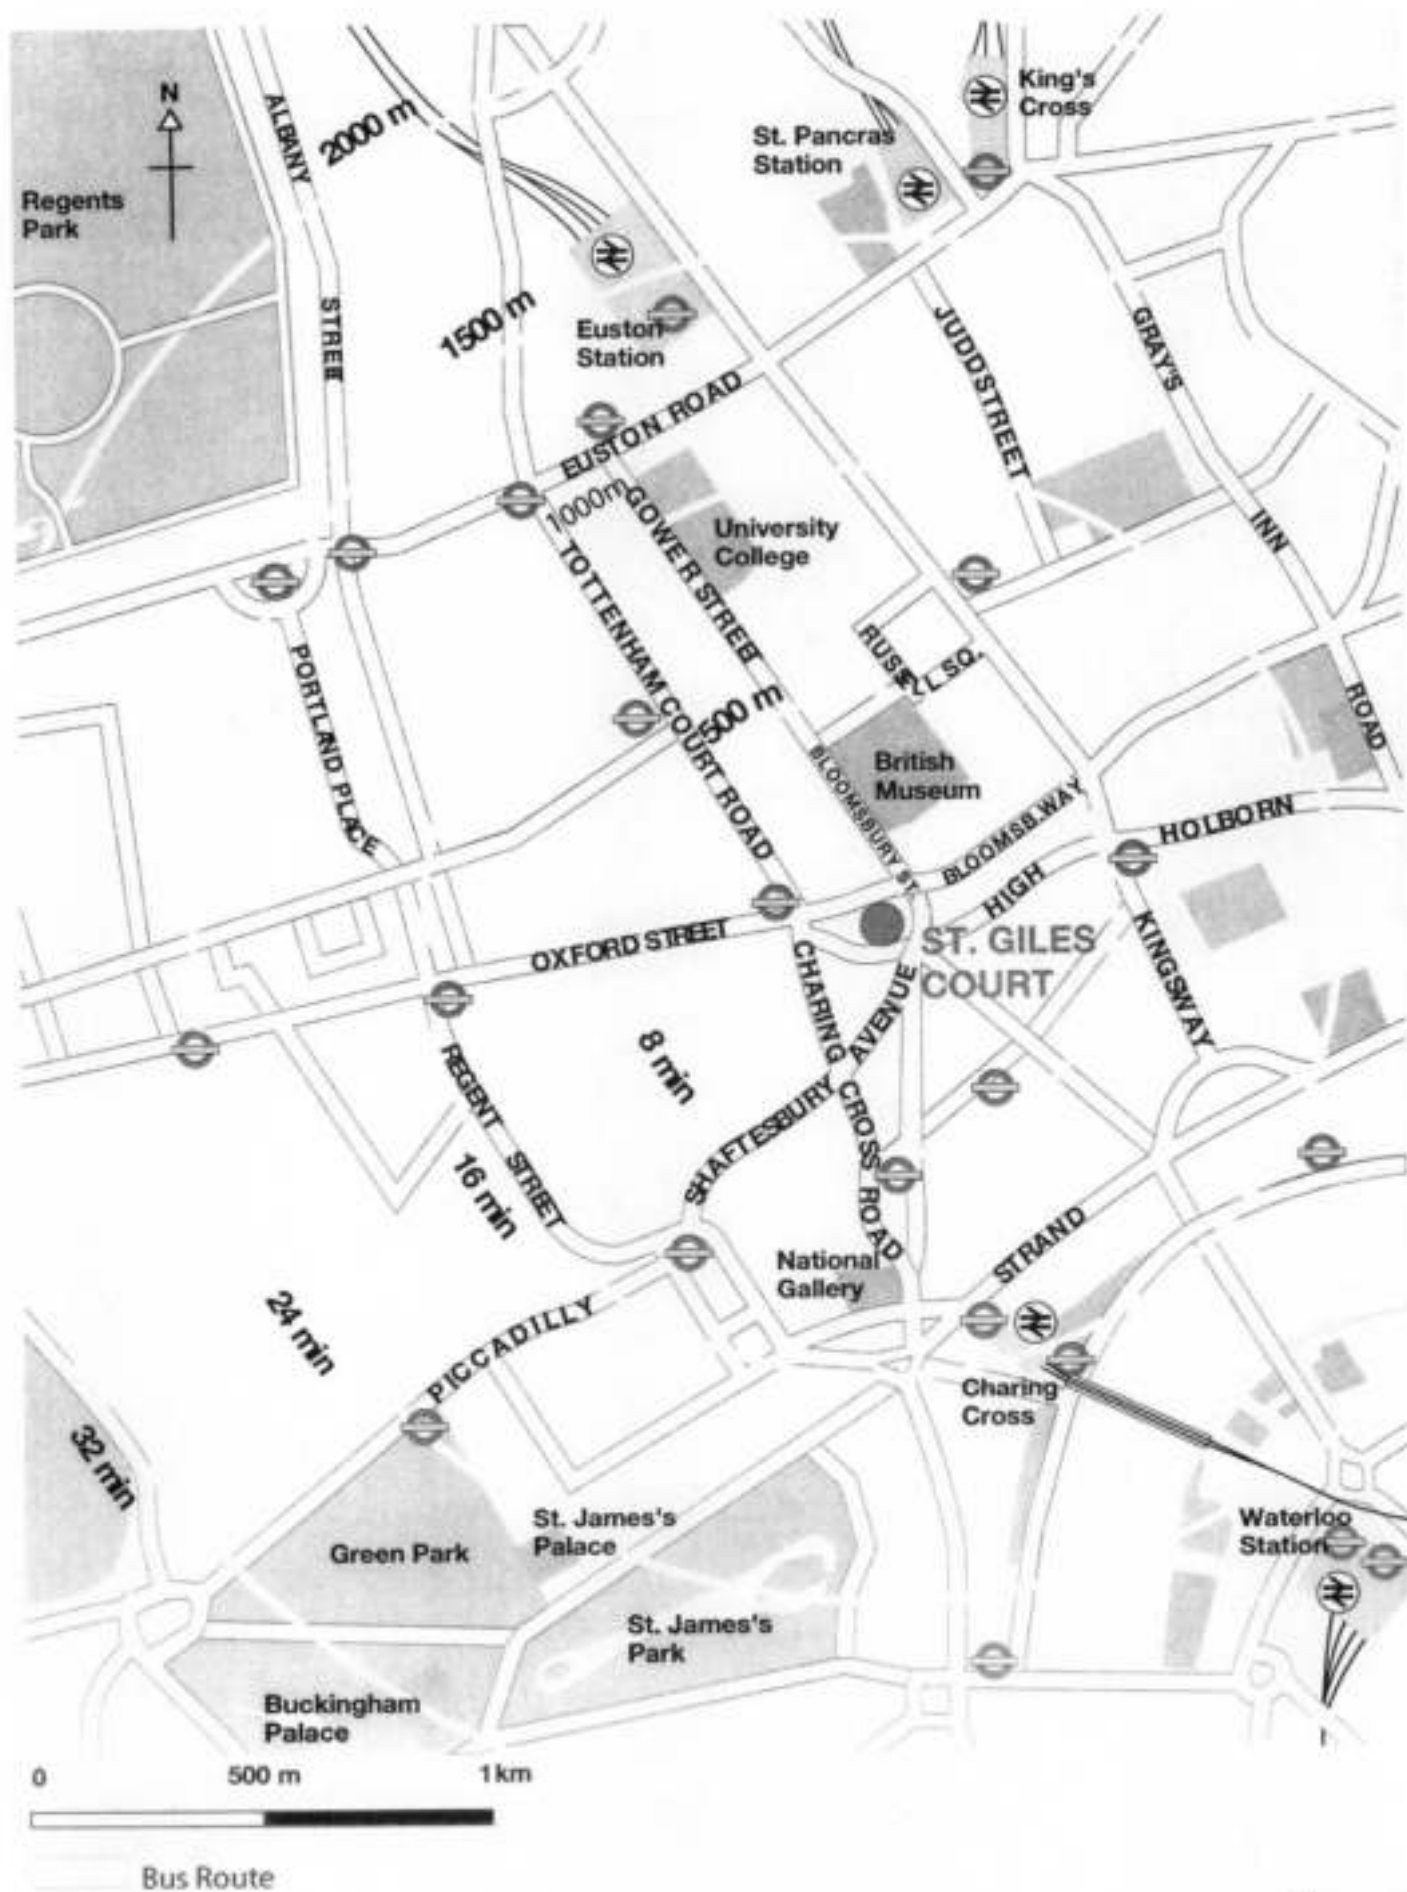 N
ALBANY
STREET
2000 m
King's
Cross
St. Pancras
Station
Regents
Park
1500 m
Euston
Station
JUDD STREET
GRAY'S
INN
ROAD
EUSTON ROAD
1000m
GOWER STREET
University
College
TOTTENHAM COURT ROAD
RUSSELL SQ.
PORTLAND PLACE
500 m
British
Museum
BLOOMSBURY ST.
BLOOMSB.WAY
HIGH
HOLBORN
OXFORD STREET
ST. GILES
COURT
KINGSWAY
CHARING
CROSS
ROAD
SHAFTESBURY
AVENUE
8 min
REGENT
STREET
16 min
National
Gallery
STRAND
24 min
PICCADILLY
Charing
Cross
32 min
St. James's
Palace
Green Park
Waterloo
Station
St. James's
Park
Buckingham
Palace
0 500 m 1km
Bus Route